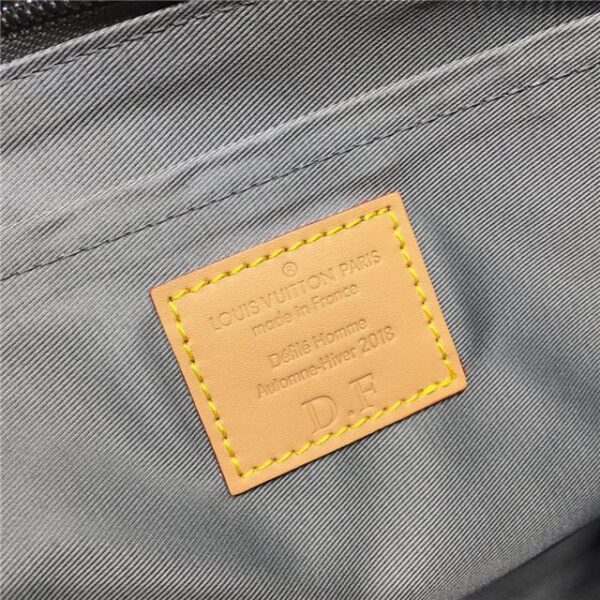 ®
LOUIS VUITTON PARIS
made in France
Défilé Homme
Automne-Hiver 2018
D.F